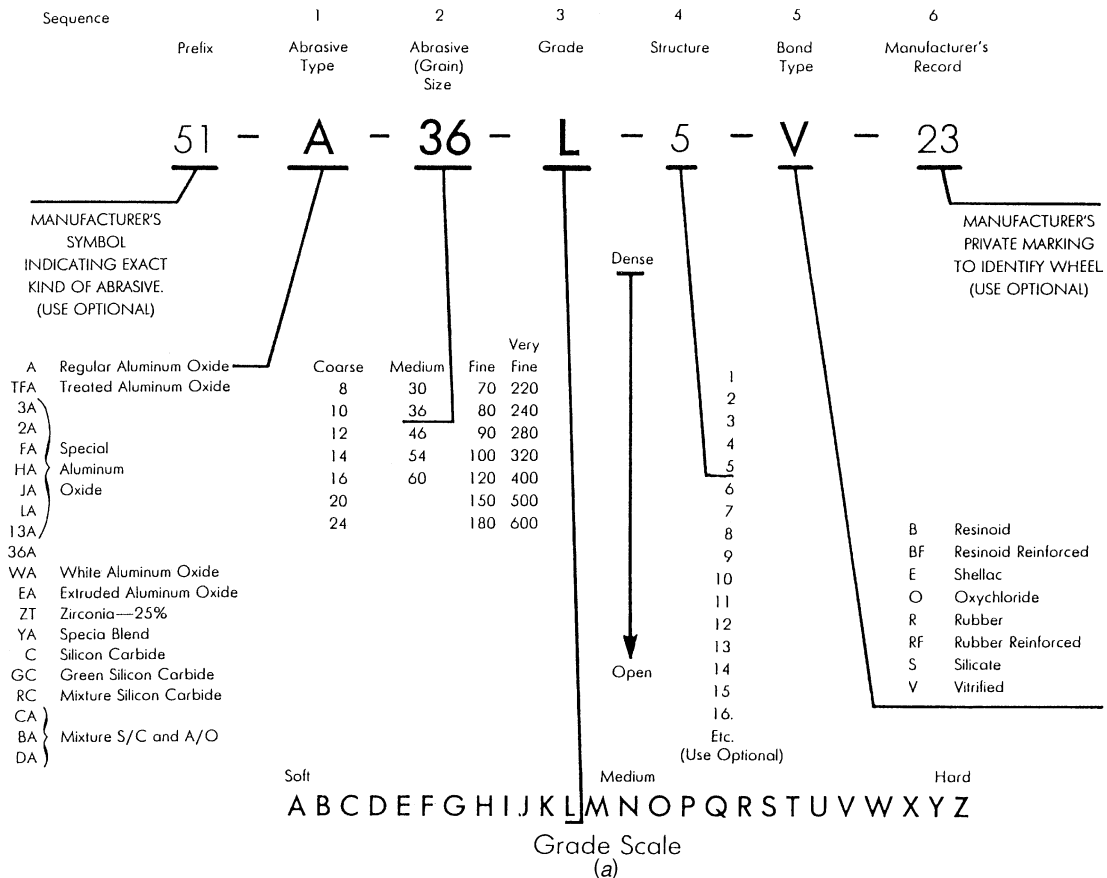 Sequence 1 2 3 4 5 6
Prefix Abrasive Type Abrasive (Grain) Size Grade Structure Bond Type Manufacturer's Record
51 – A – 36 – L – 5 – V – 23
MANUFACTURER'S
SYMBOL
INDICATING EXACT
KIND OF ABRASIVE.
(USE OPTIONAL)
MANUFACTURER'S
PRIVATE MARKING
TO IDENTIFY WHEEL
(USE OPTIONAL)
A Regular Aluminum Oxide
TFA Treated Aluminum Oxide
3A
2A
FA Special
HA Aluminum
JA Oxide
LA
13A
36A
WA White Aluminum Oxide
EA Extruded Aluminum Oxide
ZT Zirconia—25%
YA Specia Blend
C Silicon Carbide
GC Green Silicon Carbide
RC Mixture Silicon Carbide
CA
BA Mixture S/C and A/O
DA
Very
Coarse Medium Fine Fine
8 30 70 220
10 36 80 240
12 46 90 280
14 54 100 320
16 60 120 400
20 150 500
24 180 600
Dense
Open
1
2
3
4
5
6
7
8
9
10
11
12
13
14
15
16.
Etc.
(Use Optional)
B Resinoid
BF Resinoid Reinforced
E Shellac
O Oxychloride
R Rubber
RF Rubber Reinforced
S Silicate
V Vitrified
Soft Medium Hard
A B C D E F G H I J K L M N O P Q R S T U V W X Y Z
Grade Scale
(a)